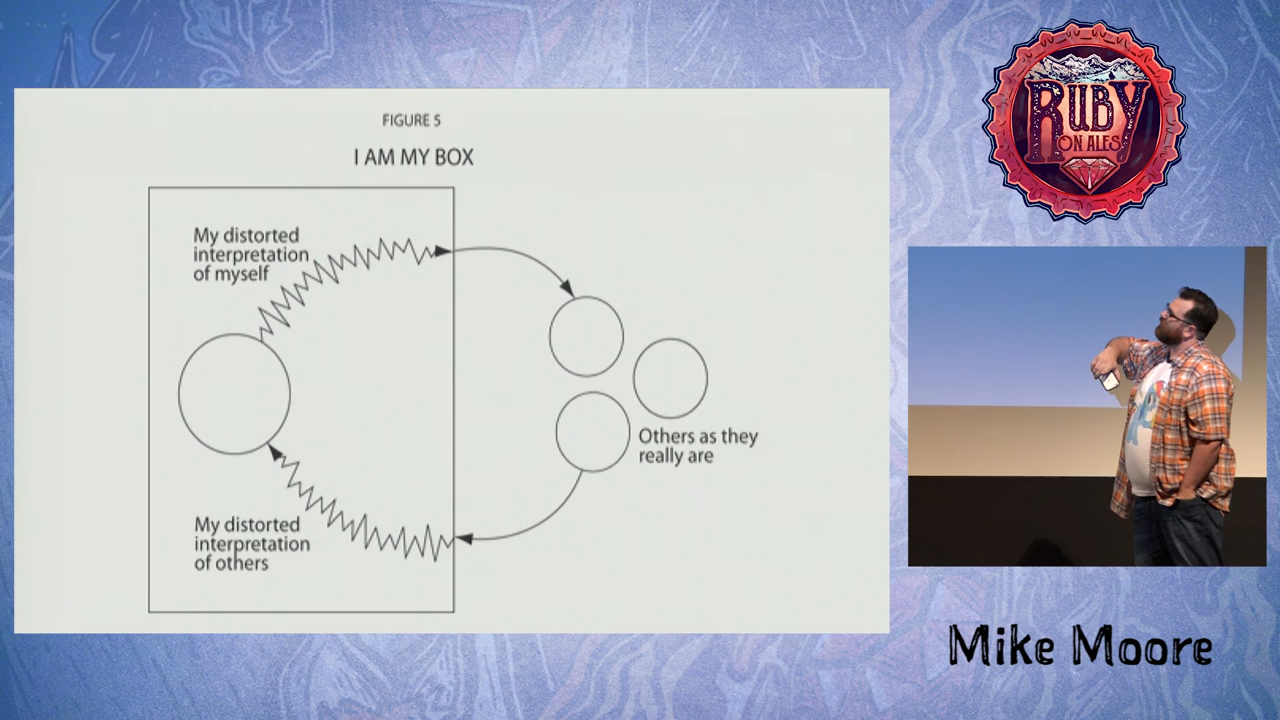 FIGURE 5
I AM MY BOX
My distorted
interpretation
of myself
Others as they
really are
My distorted
interpretation
of others
RUBY
ON ALES
Mike Moore